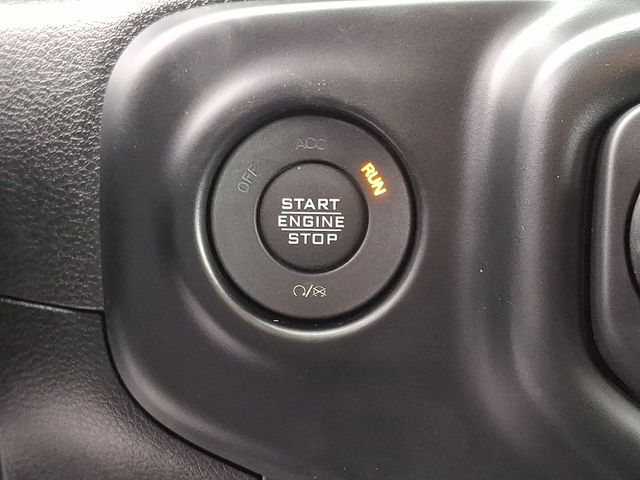 ACC
OFF
RUN
START
ENGINE
STOP